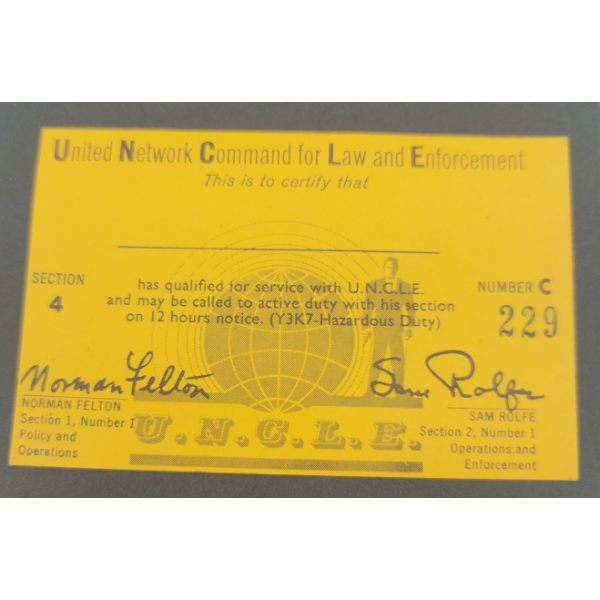 United Network Command for Law and Enforcement
This is to certify that
has qualified for service with U.N.C.L.E.
and may be called to active duty with his section
on 12 hours notice. (Y3K7-Hazardous Duty)
SECTION
4
NUMBER C
229
Norman Felton
NORMAN FELTON
Section 1, Number 1
Policy and
Operations
Sam Rolfe
SAM ROLFE
Section 2, Number 1
Operations and
Enforcement
U.N.C.L.E.